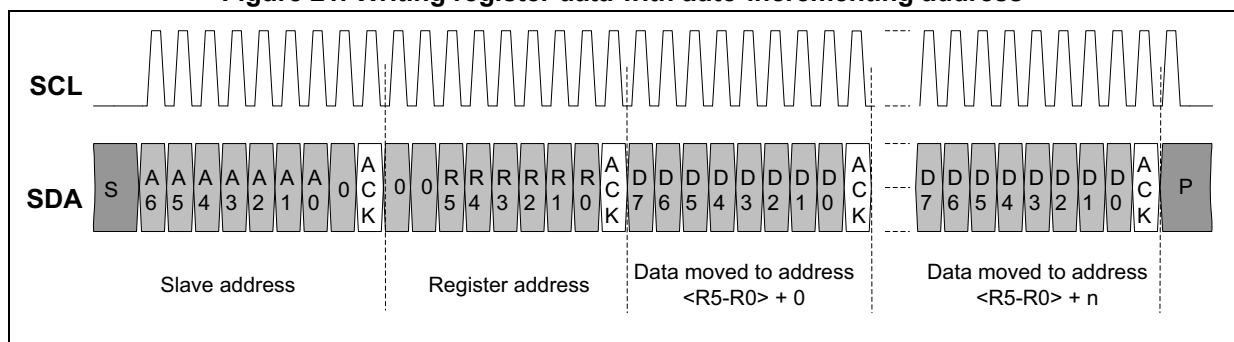 Figure 21. Writing register data with auto-incrementing address
SCL
SDA
S A6 A5 A4 A3 A2 A1 A0 0 ACK 0 0 R5 R4 R3 R2 R1 R0 ACK D7 D6 D5 D4 D3 D2 D1 D0 ACK D7 D6 D5 D4 D3 D2 D1 D0 ACK P
Slave address
Register address
Data moved to address
<R5-R0> + 0
Data moved to address
<R5-R0> + n